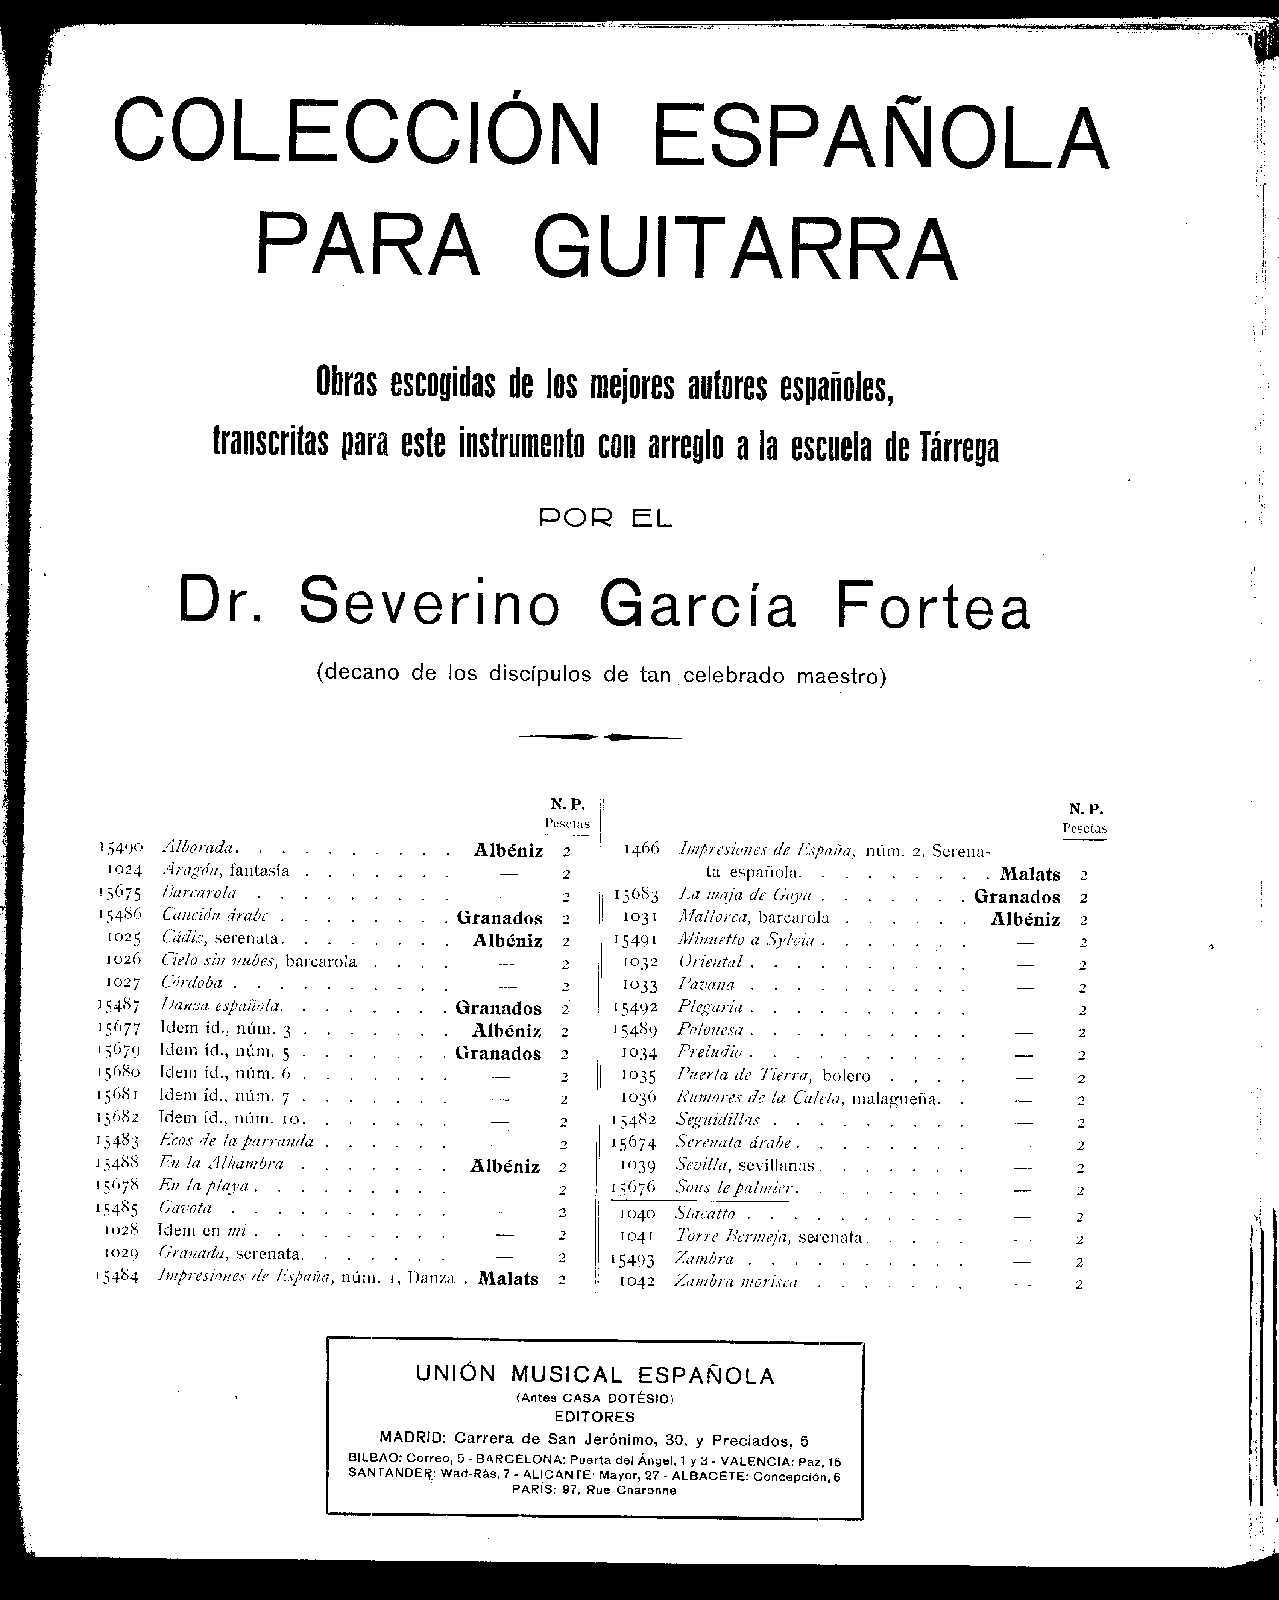 COLECCIÓN ESPAÑOLA
PARA GUITARRA
Obras escogidas de los mejores autores españoles,
transcritas para este instrumento con arreglo a la escuela de Tárrega
POR EL
Dr. Severino García Fortea
(decano de los discípulos de tan celebrado maestro)
N. P.
Pesetas
15490 Alborada. . . . . . . . . . Albéniz 2
1024 Aragón, fantasía . . . . . . . — 2
15675 Barcarola . . . . . . . . . 2
15486 Canción árabe . . . . . . . . Granados 2
1025 Cádiz, serenata. . . . . . . . Albéniz 2
1026 Cielo sin nubes, barcarola . . . . — 2
1027 Córdoba . . . . . . . . . . — 2
15487 Danza española. . . . . . . . Granados 2
15677 Idem íd., núm. 3 . . . . . . . Albéniz 2
15679 Idem íd., núm. 5 . . . . . . . Granados 2
15680 Idem íd., núm. 6 . . . . . . . — 2
15681 Idem íd., núm. 7 . . . . . . . — 2
15682 Idem íd., núm. 10. . . . . . . — 2
15483 Ecos de la parranda . . . . . . 2
15488 En la Alhambra . . . . . . . Albéniz 2
15678 En la playa . . . . . . . . . 2
15485 Gavota . . . . . . . . . . 2
1028 Idem en mi . . . . . . . . . — 2
1029 Granada, serenata. . . . . . . — 2
15484 Impresiones de España, núm. 1, Danza . Malats 2
N. P.
Pesetas
1466 Impresiones de España, núm. 2, Serena-
ta española. . . . . . . . . Malats 2
15683 La maja de Goya . . . . . . . Granados 2
1031 Mallorca, barcarola . . . . . . Albéniz 2
15491 Minuetto a Sylvia . . . . . . . — 2
1032 Oriental . . . . . . . . . . — 2
1033 Pavana . . . . . . . . . . — 2
15492 Plegaria . . . . . . . . . . 2
15489 Polonesa . . . . . . . . . . — 2
1034 Preludio . . . . . . . . . . — 2
1035 Puerta de Tierra, bolero . . . . — 2
1036 Rumores de la Caleta, malagueña. . — 2
15482 Seguidillas . . . . . . . . . — 2
15674 Serenata árabe . . . . . . . . 2
1039 Sevilla, sevillanas . . . . . . . — 2
15676 Sous le palmier. . . . . . . . — 2
1040 Stacatto . . . . . . . . . . — 2
1041 Torre Bermeja, serenata. . . . . — 2
15493 Zambra . . . . . . . . . . — 2
1042 Zambra morisca . . . . . . . — 2
UNIÓN MUSICAL ESPAÑOLA
(Antes CASA DOTÉSIO)
EDITORES
MADRID: Carrera de San Jerónimo, 30, y Preciados, 5
BILBAO: Correo, 5 - BARCELONA: Puerta del Ángel, 1 y 3 - VALENCIA: Paz, 15
SANTANDER: Wad-Rás, 7 - ALICANTE: Mayor, 27 - ALBACETE: Concepción, 6
PARÍS: 97, Rue Charonne